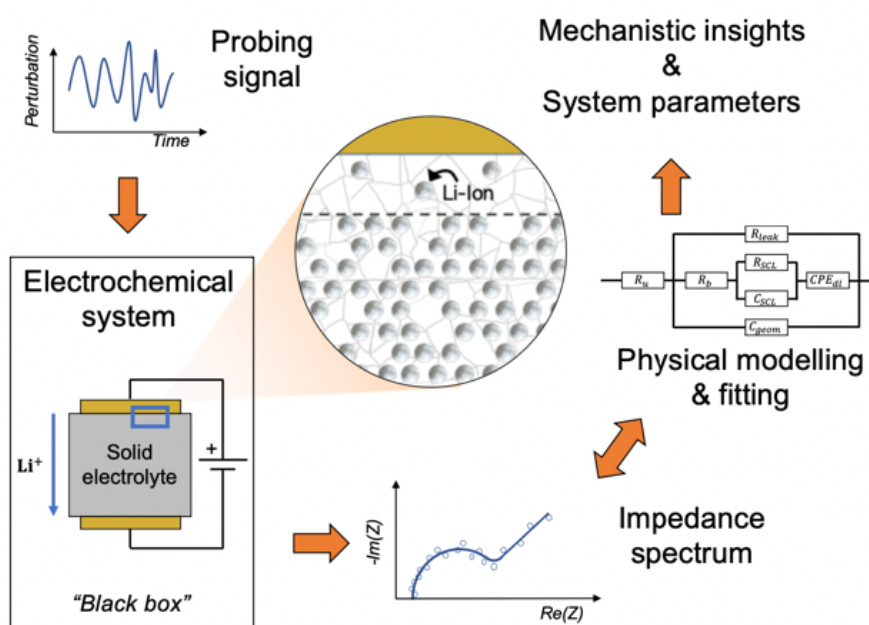 Probing
signal
Perturbation
Time
Mechanistic insights
&
System parameters
Li-Ion
Electrochemical
system
Li⁺
Solid
electrolyte
+
"Black box"
R_leak
R_u
R_b
R_SCL
C_SCL
CPE_dl
C_geom
Physical modelling
& fitting
Impedance
spectrum
-Im(Z)
Re(Z)